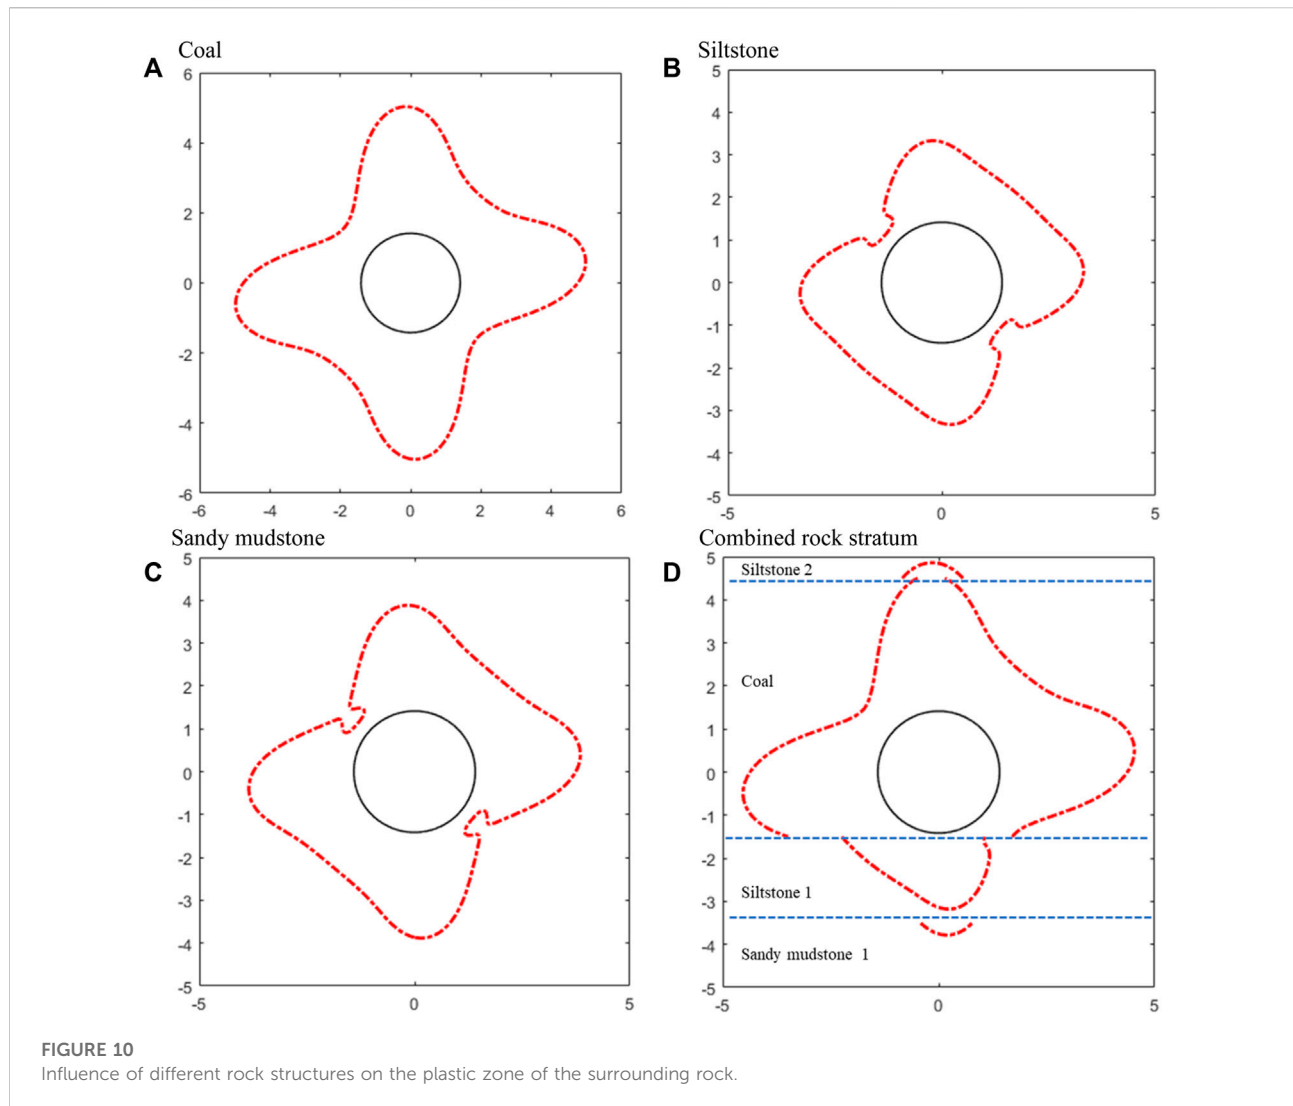 A Coal
6
4
2
0
-2
-4
-6
-6 -4 -2 0 2 4 6
B Siltstone
5
4
3
2
1
0
-1
-2
-3
-4
-5
-5 0 5
C Sandy mudstone
5
4
3
2
1
0
-1
-2
-3
-4
-5
-5 0 5
D Combined rock stratum
5
4
3
2
1
0
-1
-2
-3
-4
-5
-5 0 5
Siltstone 2
Coal
Siltstone 1
Sandy mudstone 1
FIGURE 10
Influence of different rock structures on the plastic zone of the surrounding rock.